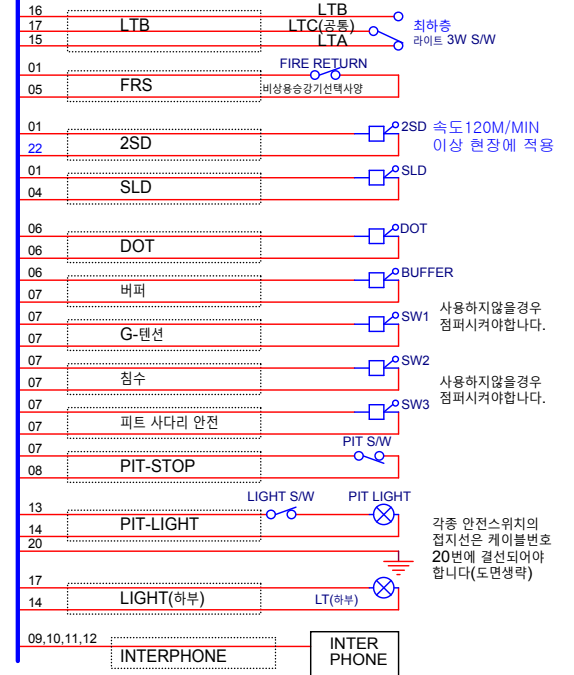 16 LTB
17 LTB LTC(공통) 최하층
15 LTA 라이트 3W S/W
01 FIRE RETURN
05 FRS 비상용승강기선택사양
01 2SD 속도120M/MIN
22 2SD 이상 현장에 적용
01 SLD
04 SLD
06 DOT
06 DOT
06 BUFFER
07 버퍼
07 SW1 사용하지않을경우
07 G-텐션 점퍼시켜야합니다.
07 SW2
07 침수 사용하지않을경우
07 SW3 점퍼시켜야합니다.
07 피트 사다리 안전
07 PIT S/W
08 PIT-STOP
13 LIGHT S/W PIT LIGHT
14 PIT-LIGHT
20
각종 안전스위치의
접지선은 케이블번호
20번에 결선되어야
합니다(도면생략)
17
14 LIGHT(하부) LT(하부)
09,10,11,12 INTERPHONE
INTER
PHONE